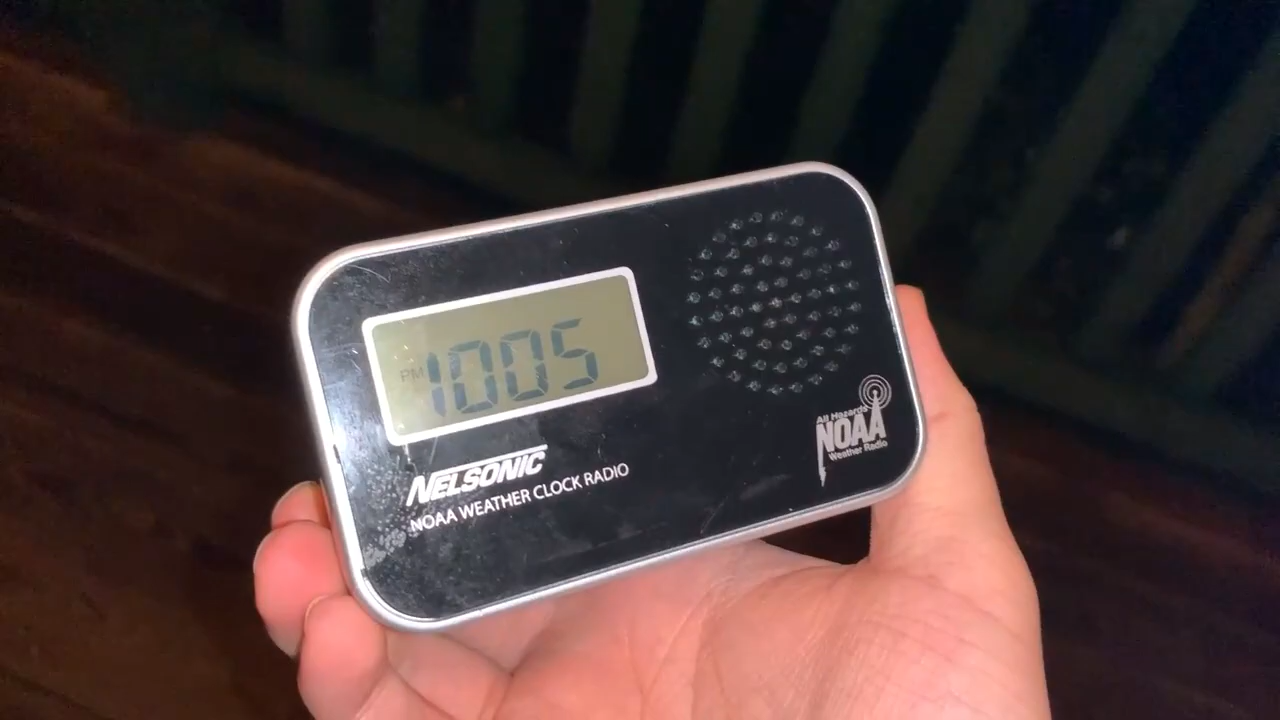 PM 1005
NELSONIC
NOAA WEATHER CLOCK RADIO
All Hazards
NOAA
Weather Radio